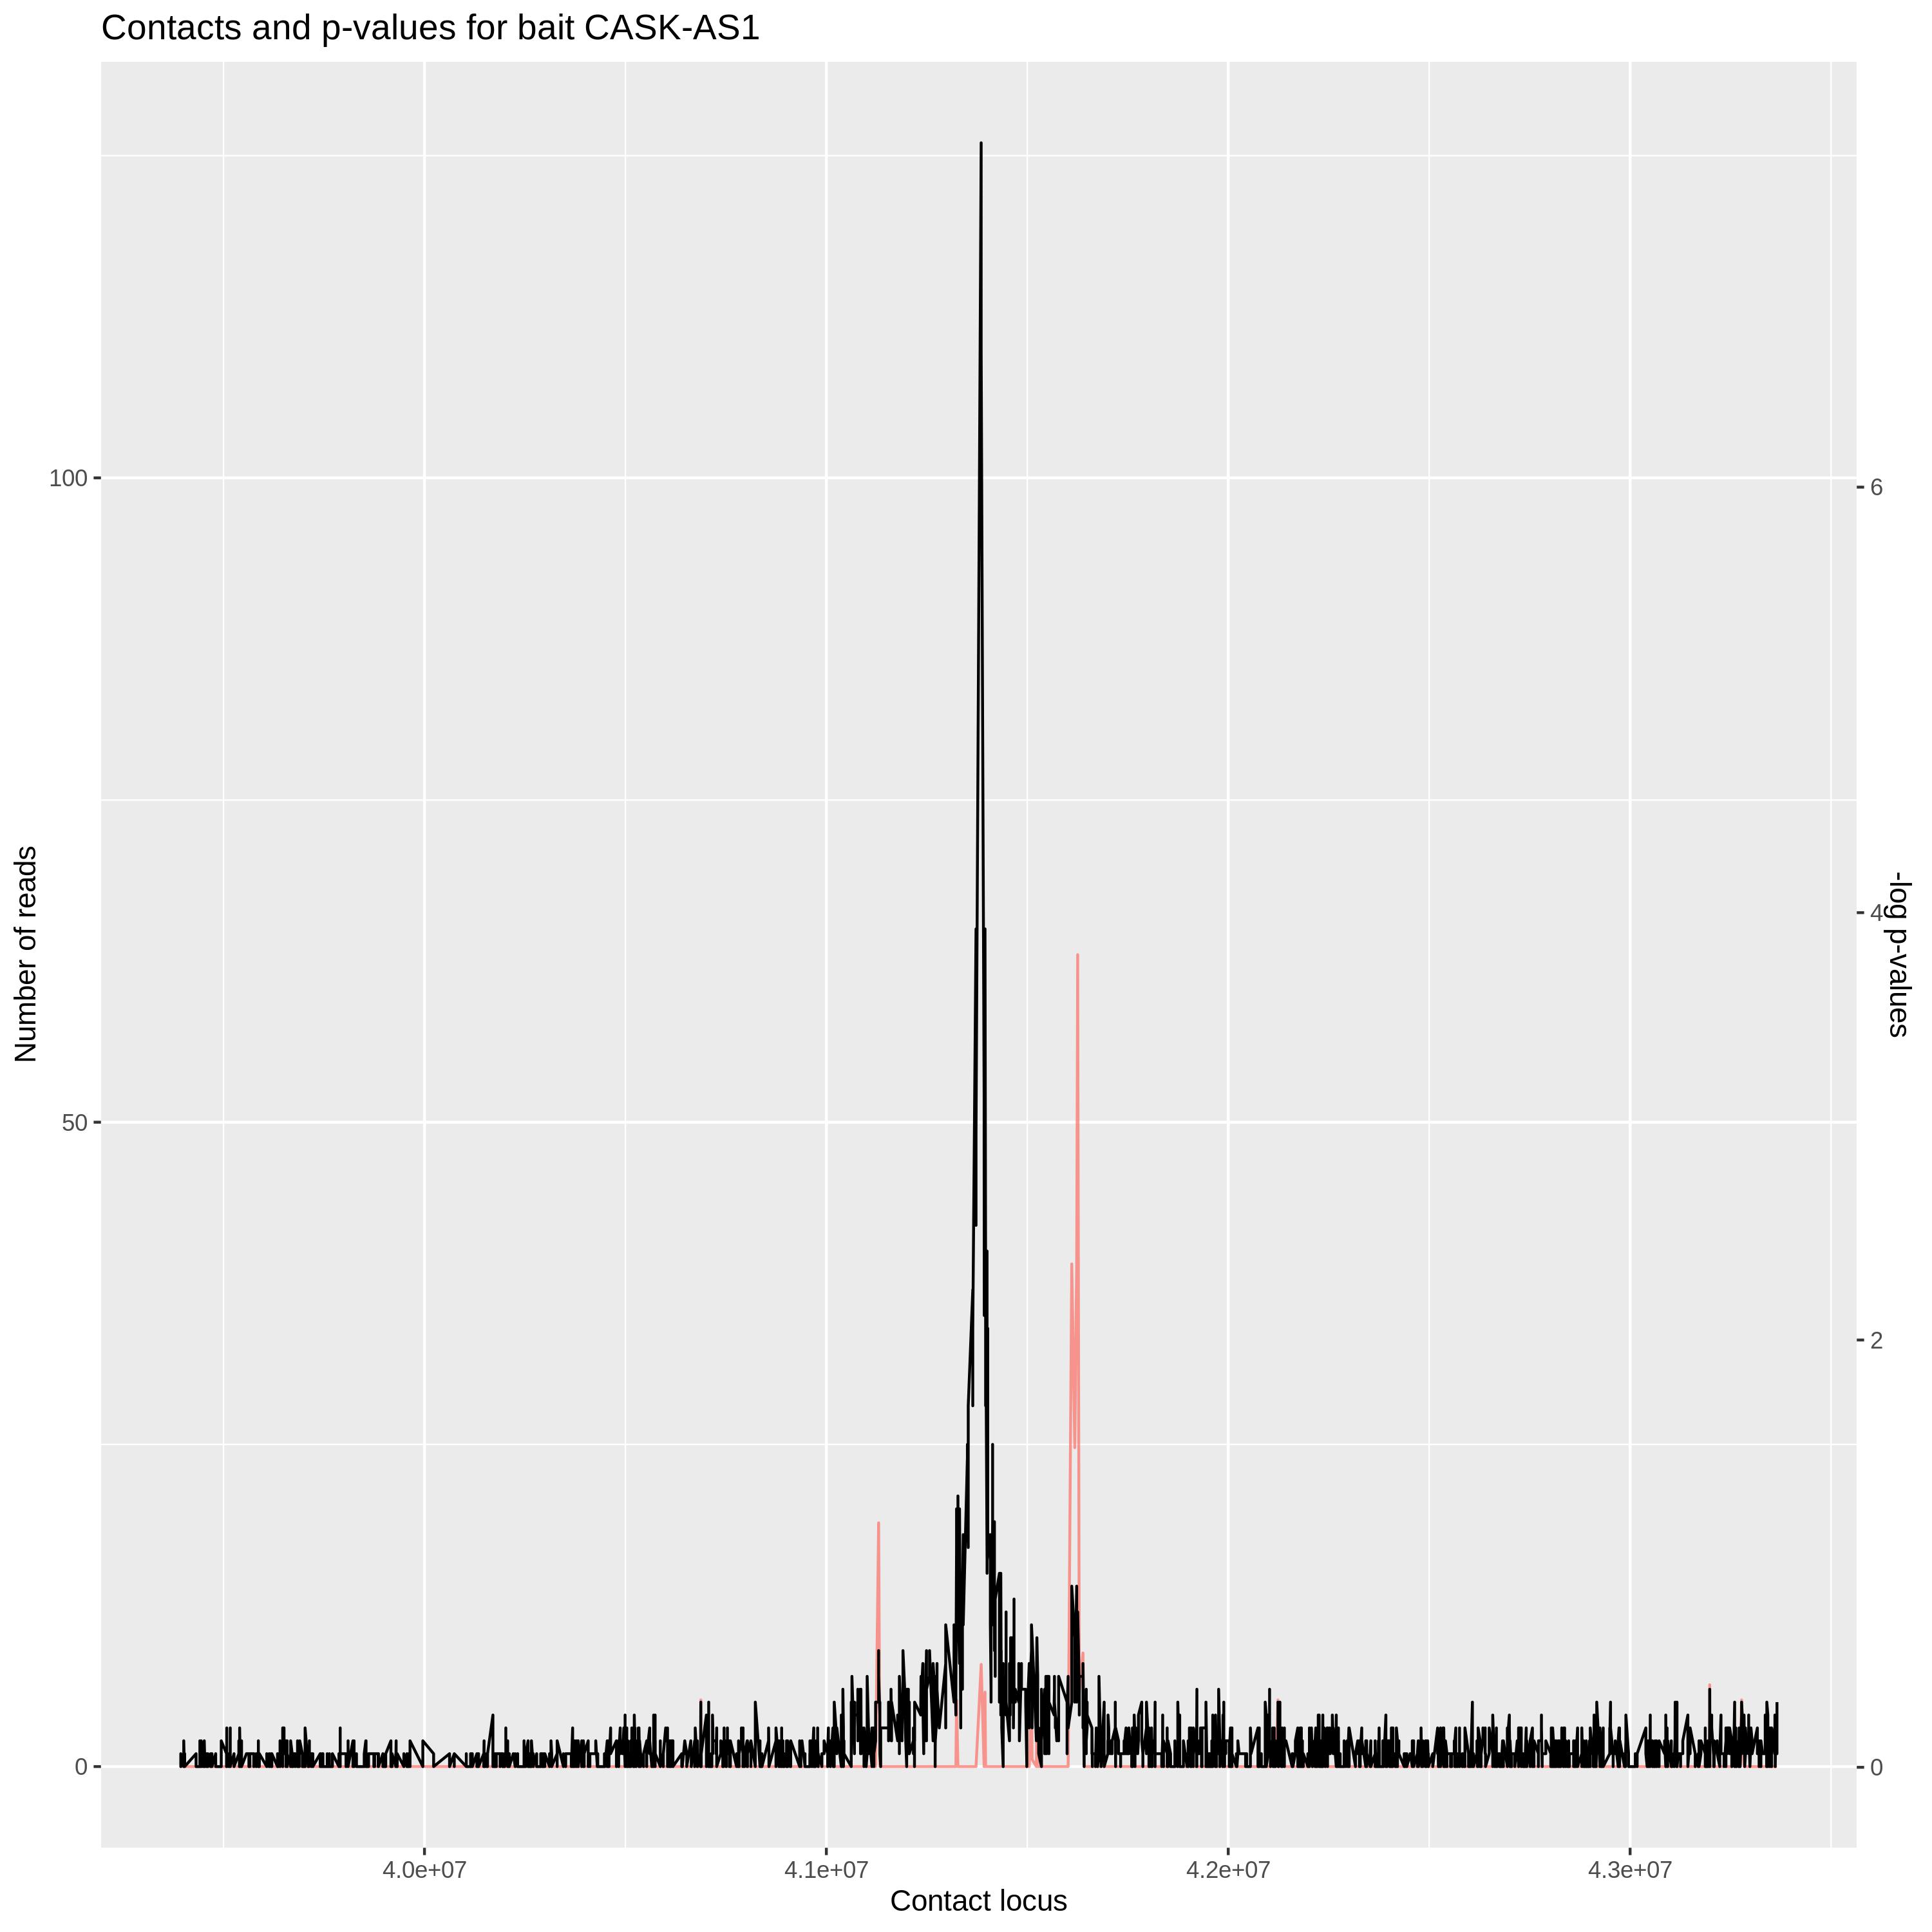 Contacts and p-values for bait CASK-AS1
100
50
0
Number of reads
6
4
2
0
-log p-values
4.0e+07
4.1e+07
4.2e+07
4.3e+07
Contact locus